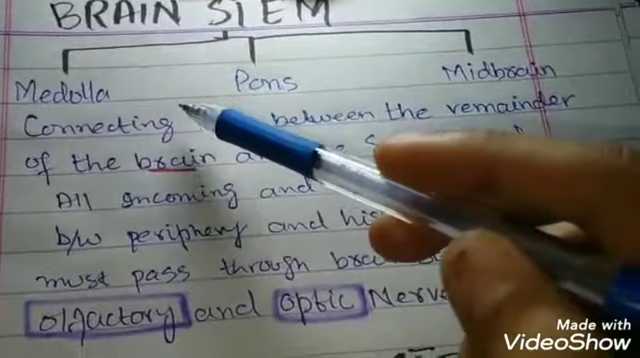 BRAIN STEM
Medolla Pons Midbrain
Connecting between the remainder
of the brain
All incoming and
b/w periphery and
must pass through
olfactory and optic Nerve
Made with
VideoShow